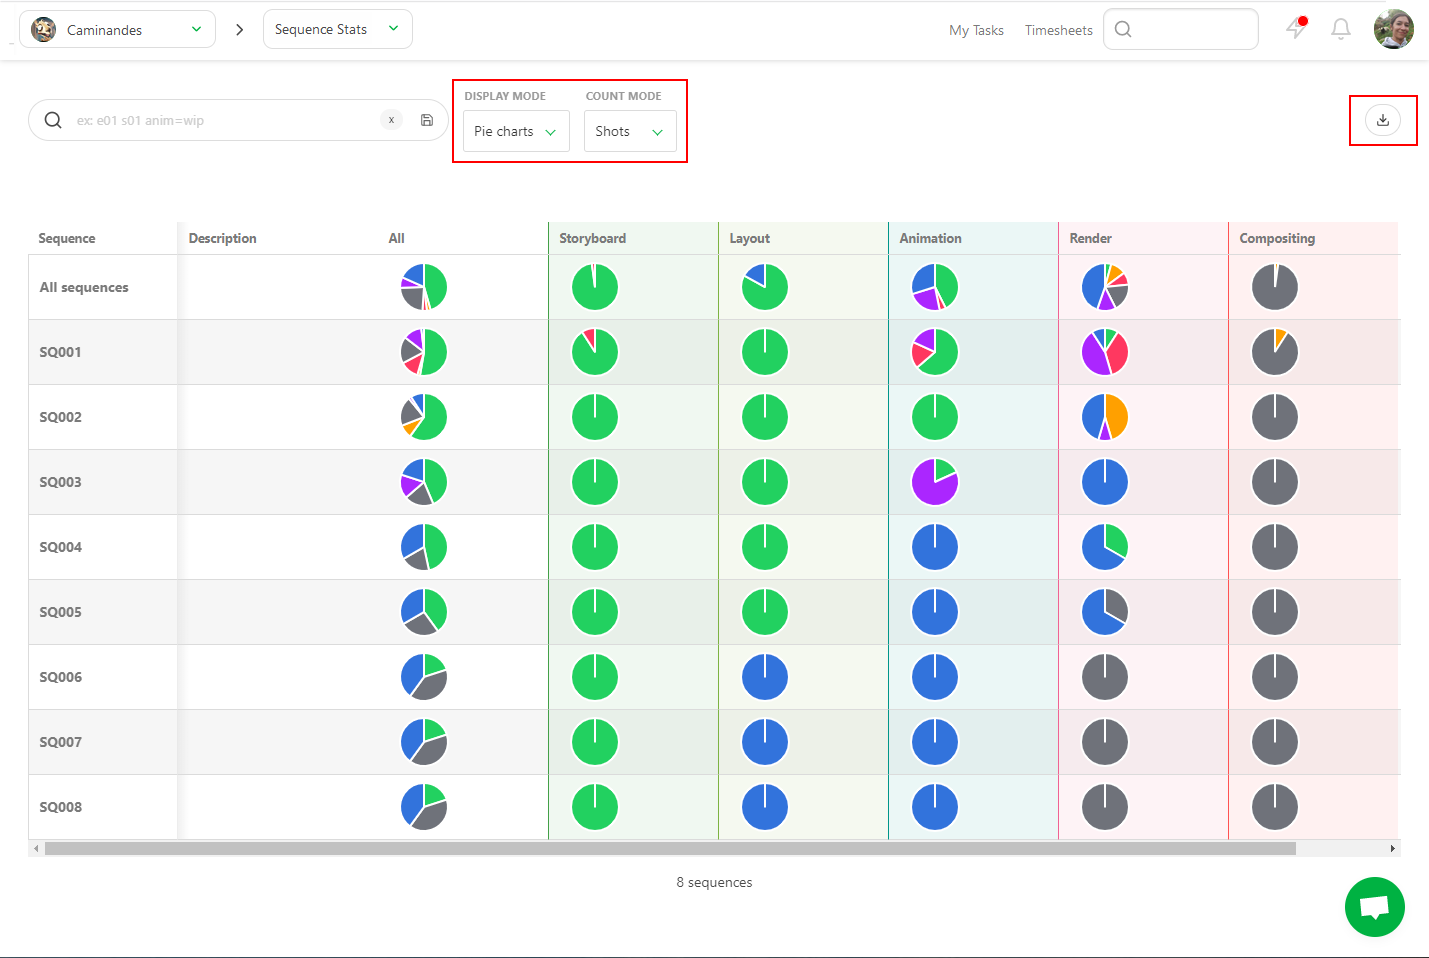 Caminandes
Sequence Stats
My Tasks
Timesheets
ex: e01 s01 anim=wip
x
DISPLAY MODE
COUNT MODE
Pie charts
Shots
Sequence
Description
All
Storyboard
Layout
Animation
Render
Compositing
All sequences
SQ001
SQ002
SQ003
SQ004
SQ005
SQ006
SQ007
SQ008
8 sequences